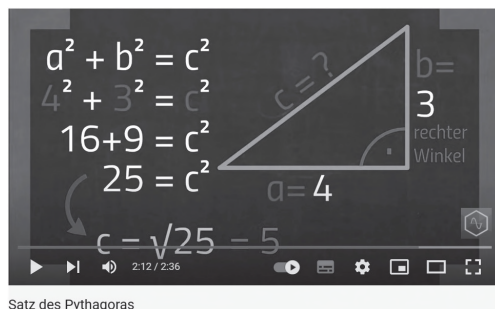 a² + b² = c²
4² + 3² = c²
16+9 = c²
25 = c²
c = √25 = 5
c = ?
b=
3
rechter
Winkel
a= 4
2:12 / 2:36
Satz des Pythagoras